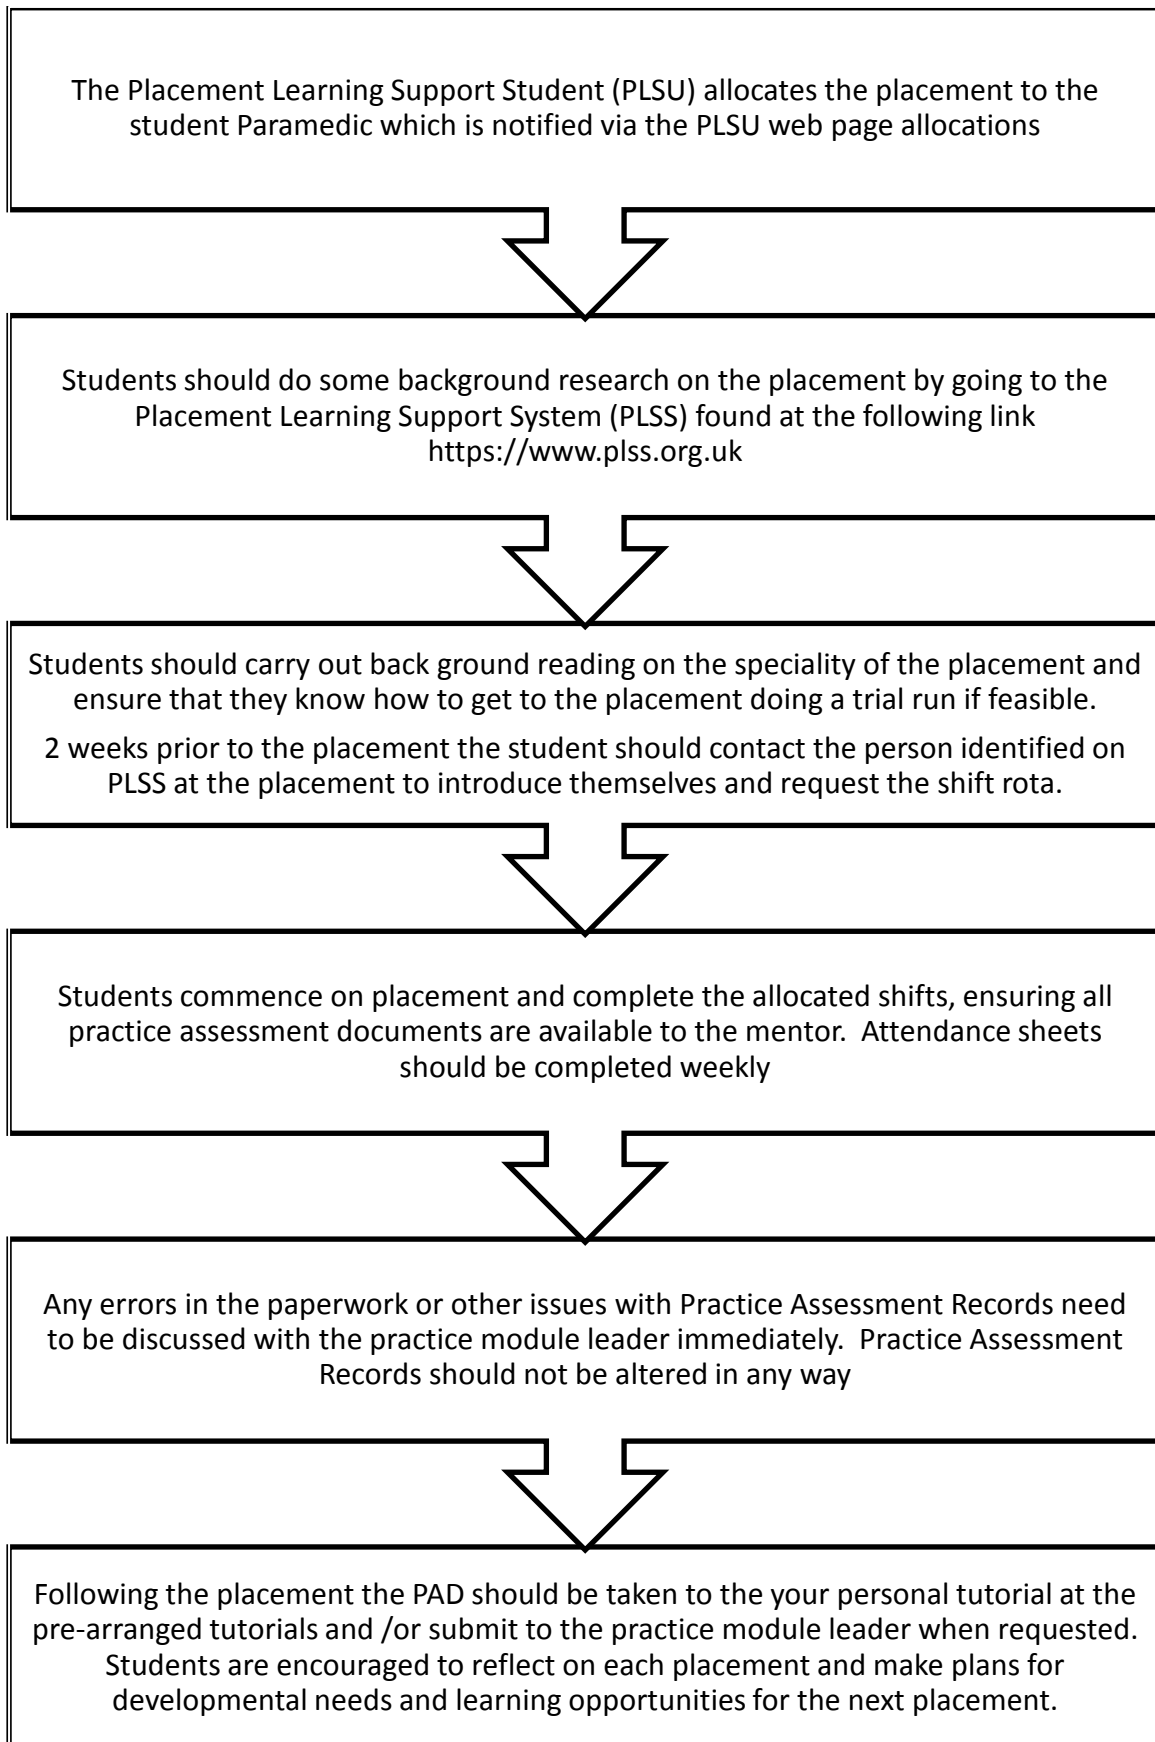 The Placement Learning Support Student (PLSU) allocates the placement to the
student Paramedic which is notified via the PLSU web page allocations
Students should do some background research on the placement by going to the
Placement Learning Support System (PLSS) found at the following link
https://www.plss.org.uk
Students should carry out back ground reading on the speciality of the placement and
ensure that they know how to get to the placement doing a trial run if feasible.
2 weeks prior to the placement the student should contact the person identified on
PLSS at the placement to introduce themselves and request the shift rota.
Students commence on placement and complete the allocated shifts, ensuring all
practice assessment documents are available to the mentor.  Attendance sheets
should be completed weekly
Any errors in the paperwork or other issues with Practice Assessment Records need
to be discussed with the practice module leader immediately.  Practice Assessment
Records should not be altered in any way
Following the placement the PAD should be taken to the your personal tutorial at the
pre-arranged tutorials and /or submit to the practice module leader when requested.
Students are encouraged to reflect on each placement and make plans for
developmental needs and learning opportunities for the next placement.